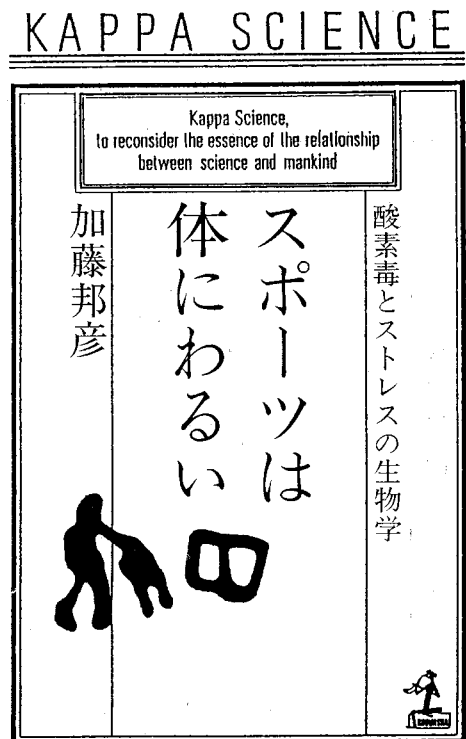 KAPPA SCIENCE
Kappa Science,
to reconsider the essence of the relationship
between science and mankind
酸素毒とストレスの生物学
スポーツは
体にわるい
加藤邦彦